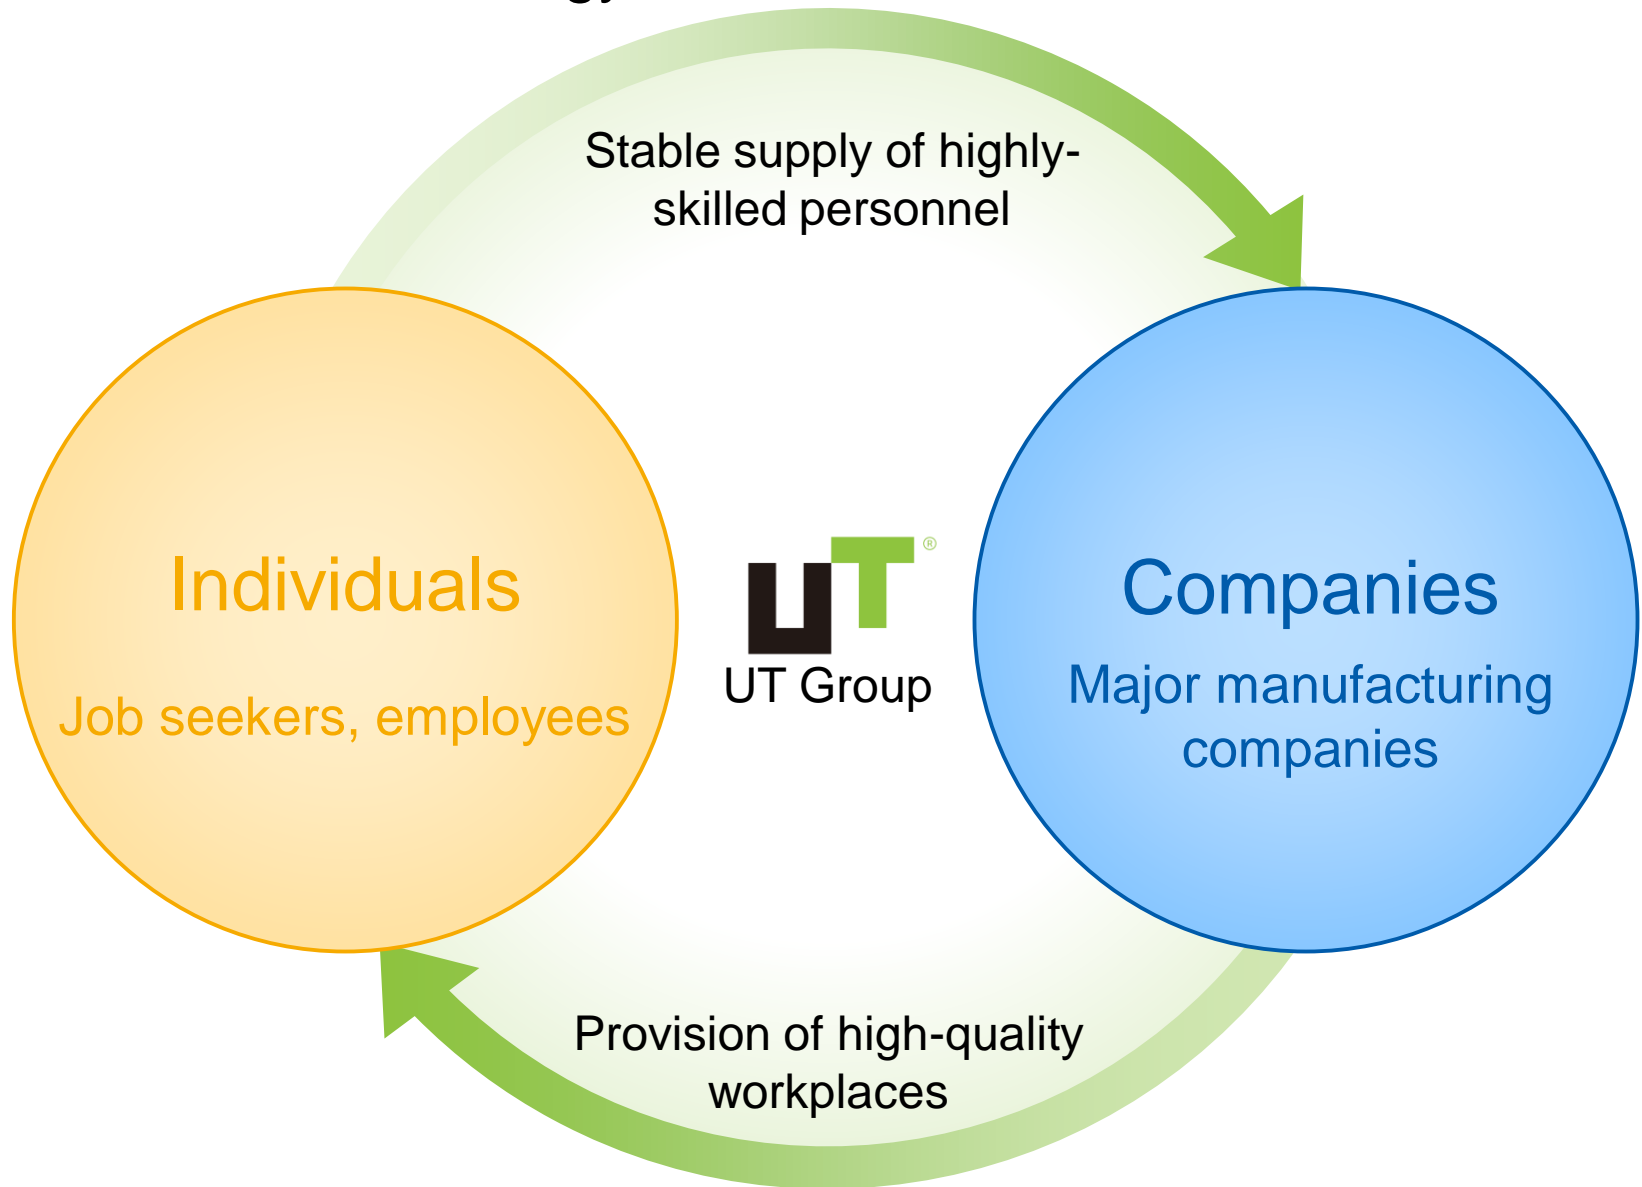 Stable supply of highly-
skilled personnel
Individuals
Job seekers, employees
UT®
UT Group
Companies
Major manufacturing
companies
Provision of high-quality
workplaces